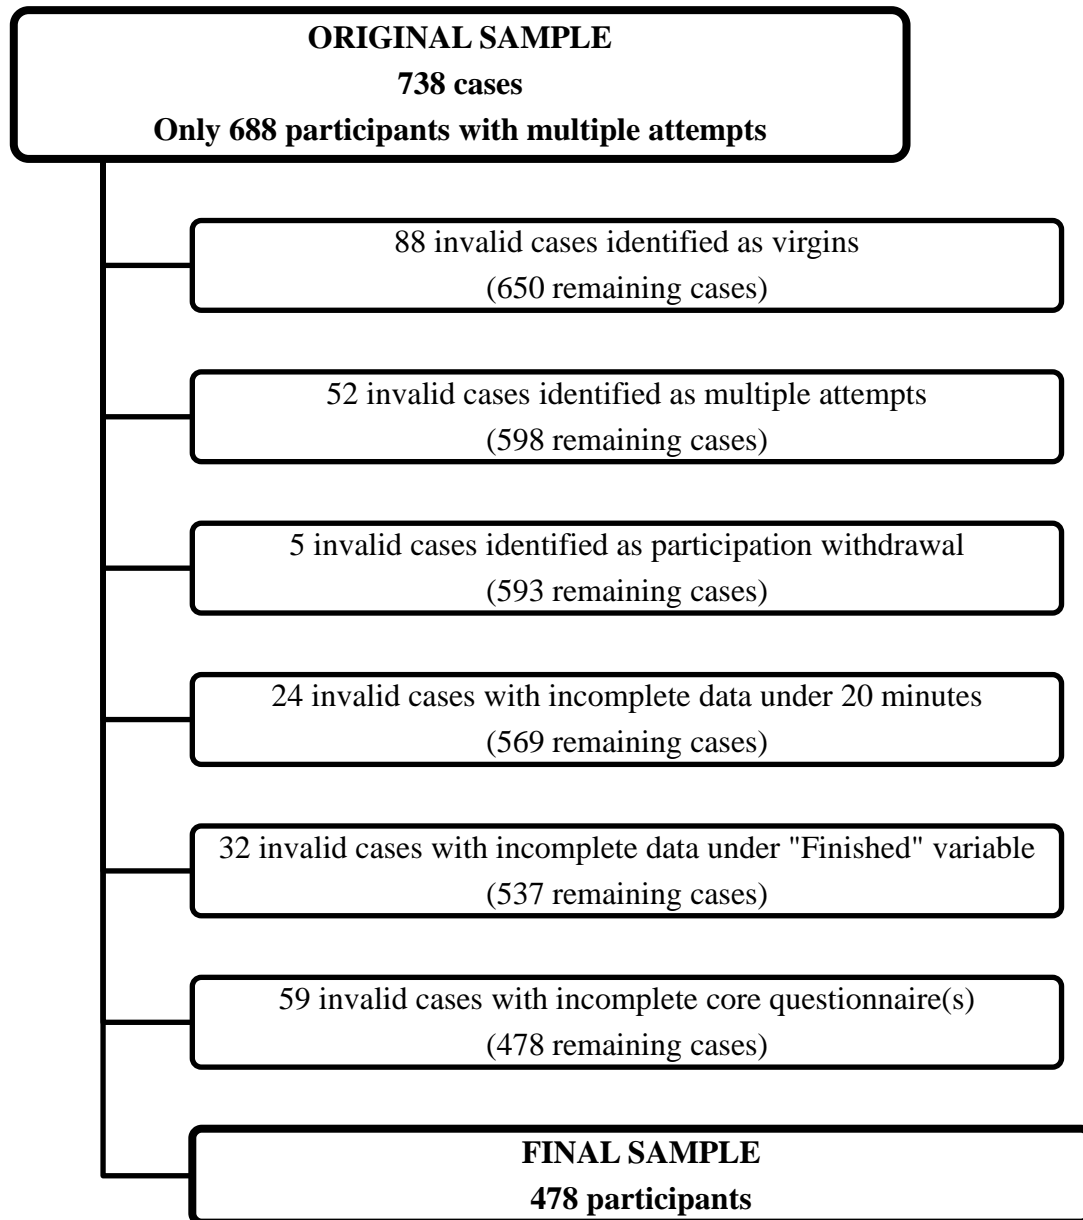 ORIGINAL SAMPLE
738 cases
Only 688 participants with multiple attempts
88 invalid cases identified as virgins
(650 remaining cases)
52 invalid cases identified as multiple attempts
(598 remaining cases)
5 invalid cases identified as participation withdrawal
(593 remaining cases)
24 invalid cases with incomplete data under 20 minutes
(569 remaining cases)
32 invalid cases with incomplete data under "Finished" variable
(537 remaining cases)
59 invalid cases with incomplete core questionnaire(s)
(478 remaining cases)
FINAL SAMPLE
478 participants